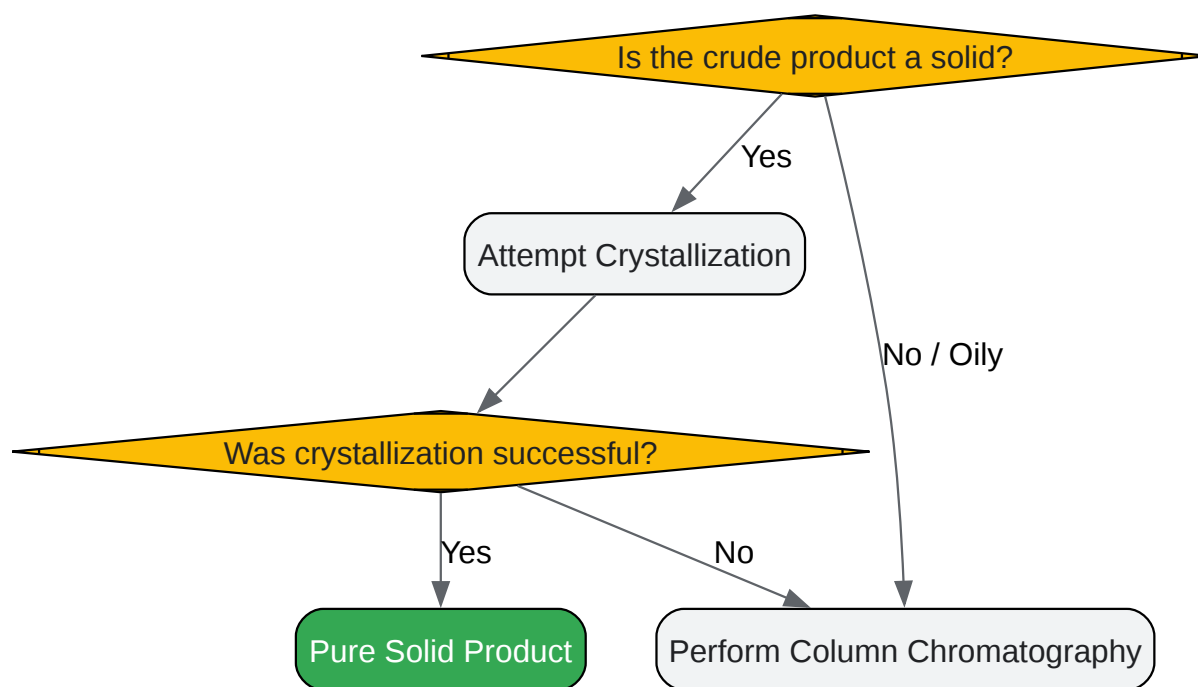 Is the crude product a solid?
Yes
Attempt Crystallization
No / Oily
Was crystallization successful?
Yes
No
Pure Solid Product
Perform Column Chromatography